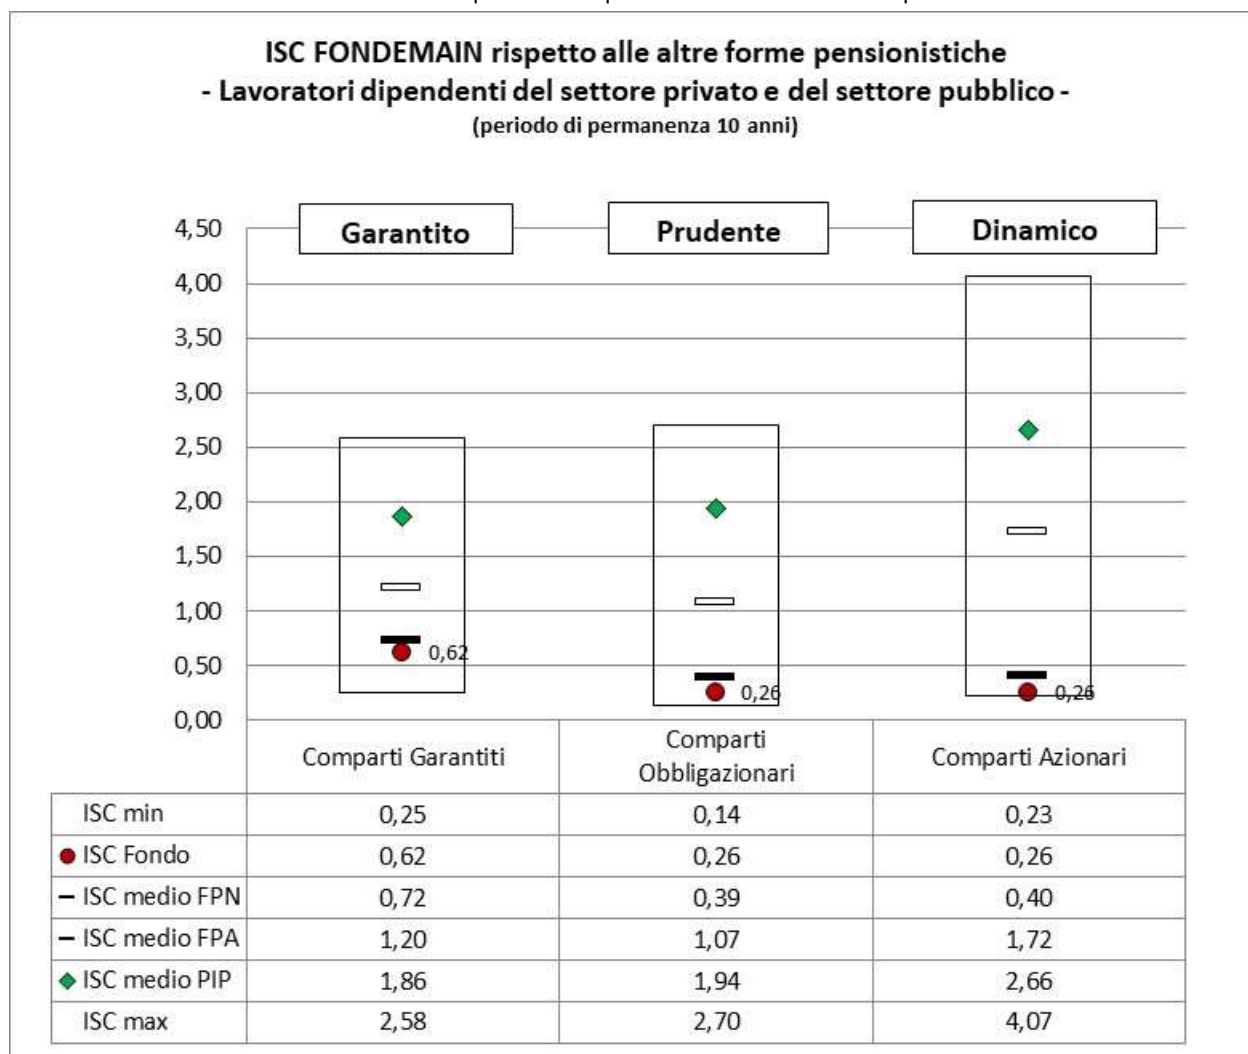 ISC FONDEMAIN rispetto alle altre forme pensionistiche
- Lavoratori dipendenti del settore privato e del settore pubblico -
(periodo di permanenza 10 anni)
Garantito Prudente Dinamico
4,50
4,00
3,50
3,00
2,50
2,00
1,50
1,00
0,50
0,00
0,62 0,26 0,26
Comparti Garantiti Comparti Obbligazionari Comparti Azionari
ISC min 0,25 0,14 0,23
ISC Fondo 0,62 0,26 0,26
ISC medio FPN 0,72 0,39 0,40
ISC medio FPA 1,20 1,07 1,72
ISC medio PIP 1,86 1,94 2,66
ISC max 2,58 2,70 4,07